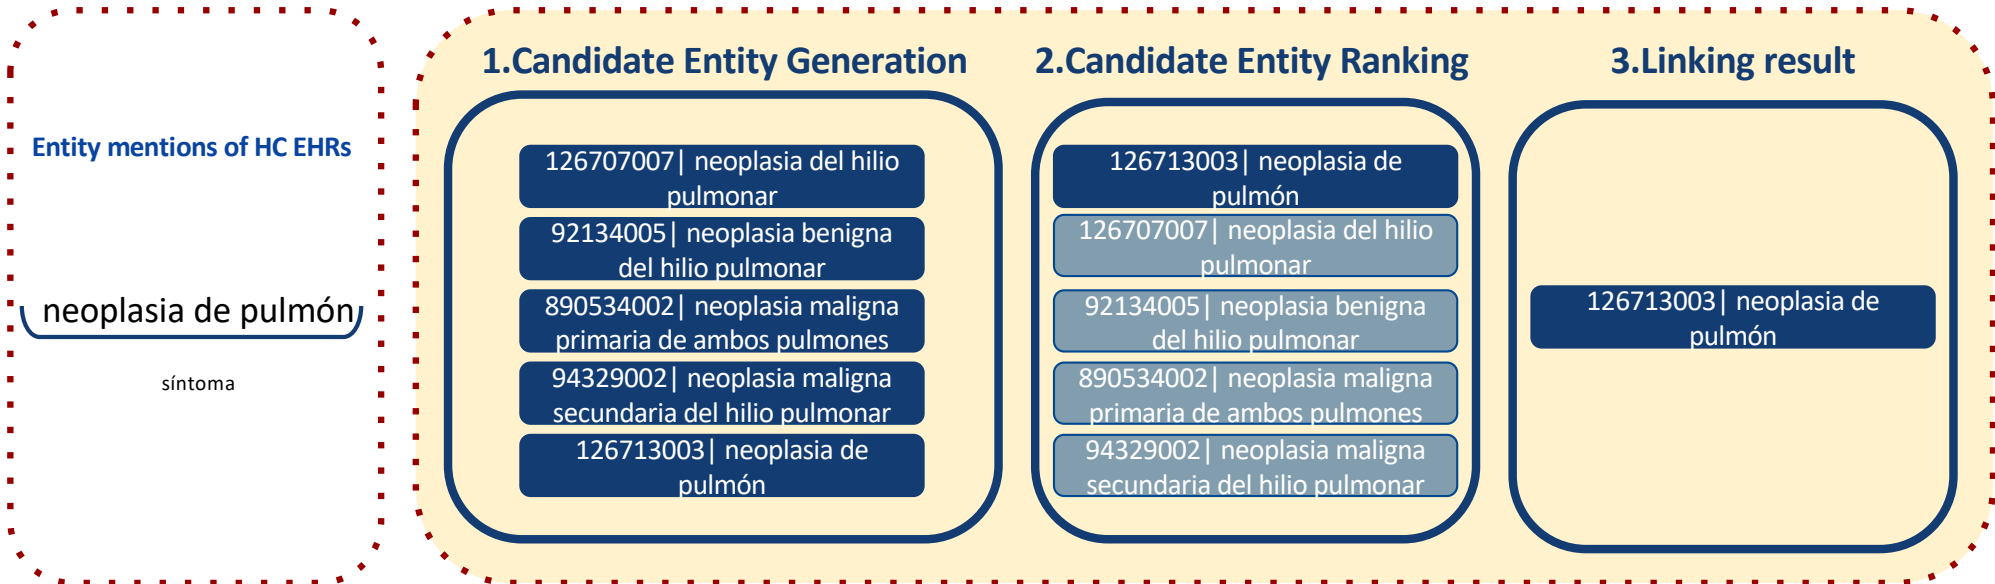 Entity mentions of HC EHRs
neoplasia de pulmón
síntoma
1.Candidate Entity Generation
126707007| neoplasia del hilio
pulmonar
92134005| neoplasia benigna
del hilio pulmonar
890534002| neoplasia maligna
primaria de ambos pulmones
94329002| neoplasia maligna
secundaria del hilio pulmonar
126713003| neoplasia de
pulmón
2.Candidate Entity Ranking
126713003| neoplasia de
pulmón
126707007| neoplasia del hilio
pulmonar
92134005| neoplasia benigna
del hilio pulmonar
890534002| neoplasia maligna
primaria de ambos pulmones
94329002| neoplasia maligna
secundaria del hilio pulmonar
3.Linking result
126713003| neoplasia de
pulmón